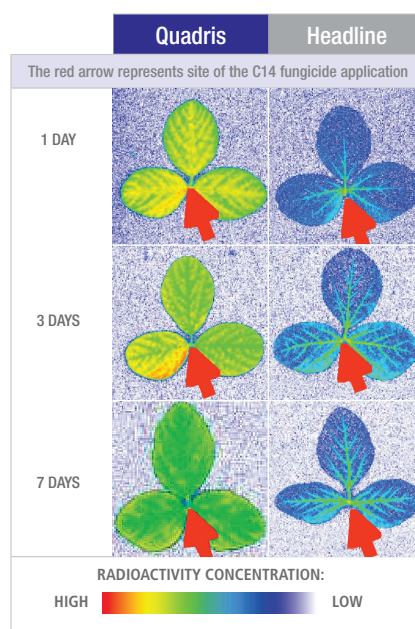 Quadris Headline
The red arrow represents site of the C14 fungicide application
1 DAY
3 DAYS
7 DAYS
RADIOACTIVITY CONCENTRATION:
HIGH LOW